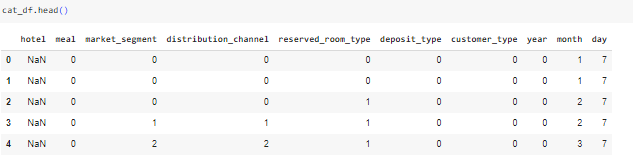 cat_df.head()
hotel meal market_segment distribution_channel reserved_room_type deposit_type customer_type year month day
0 NaN 0 0 0 0 0 0 0 1 7
1 NaN 0 0 0 0 0 0 0 1 7
2 NaN 0 0 0 1 0 0 0 2 7
3 NaN 0 1 1 1 0 0 0 2 7
4 NaN 0 2 2 1 0 0 0 3 7